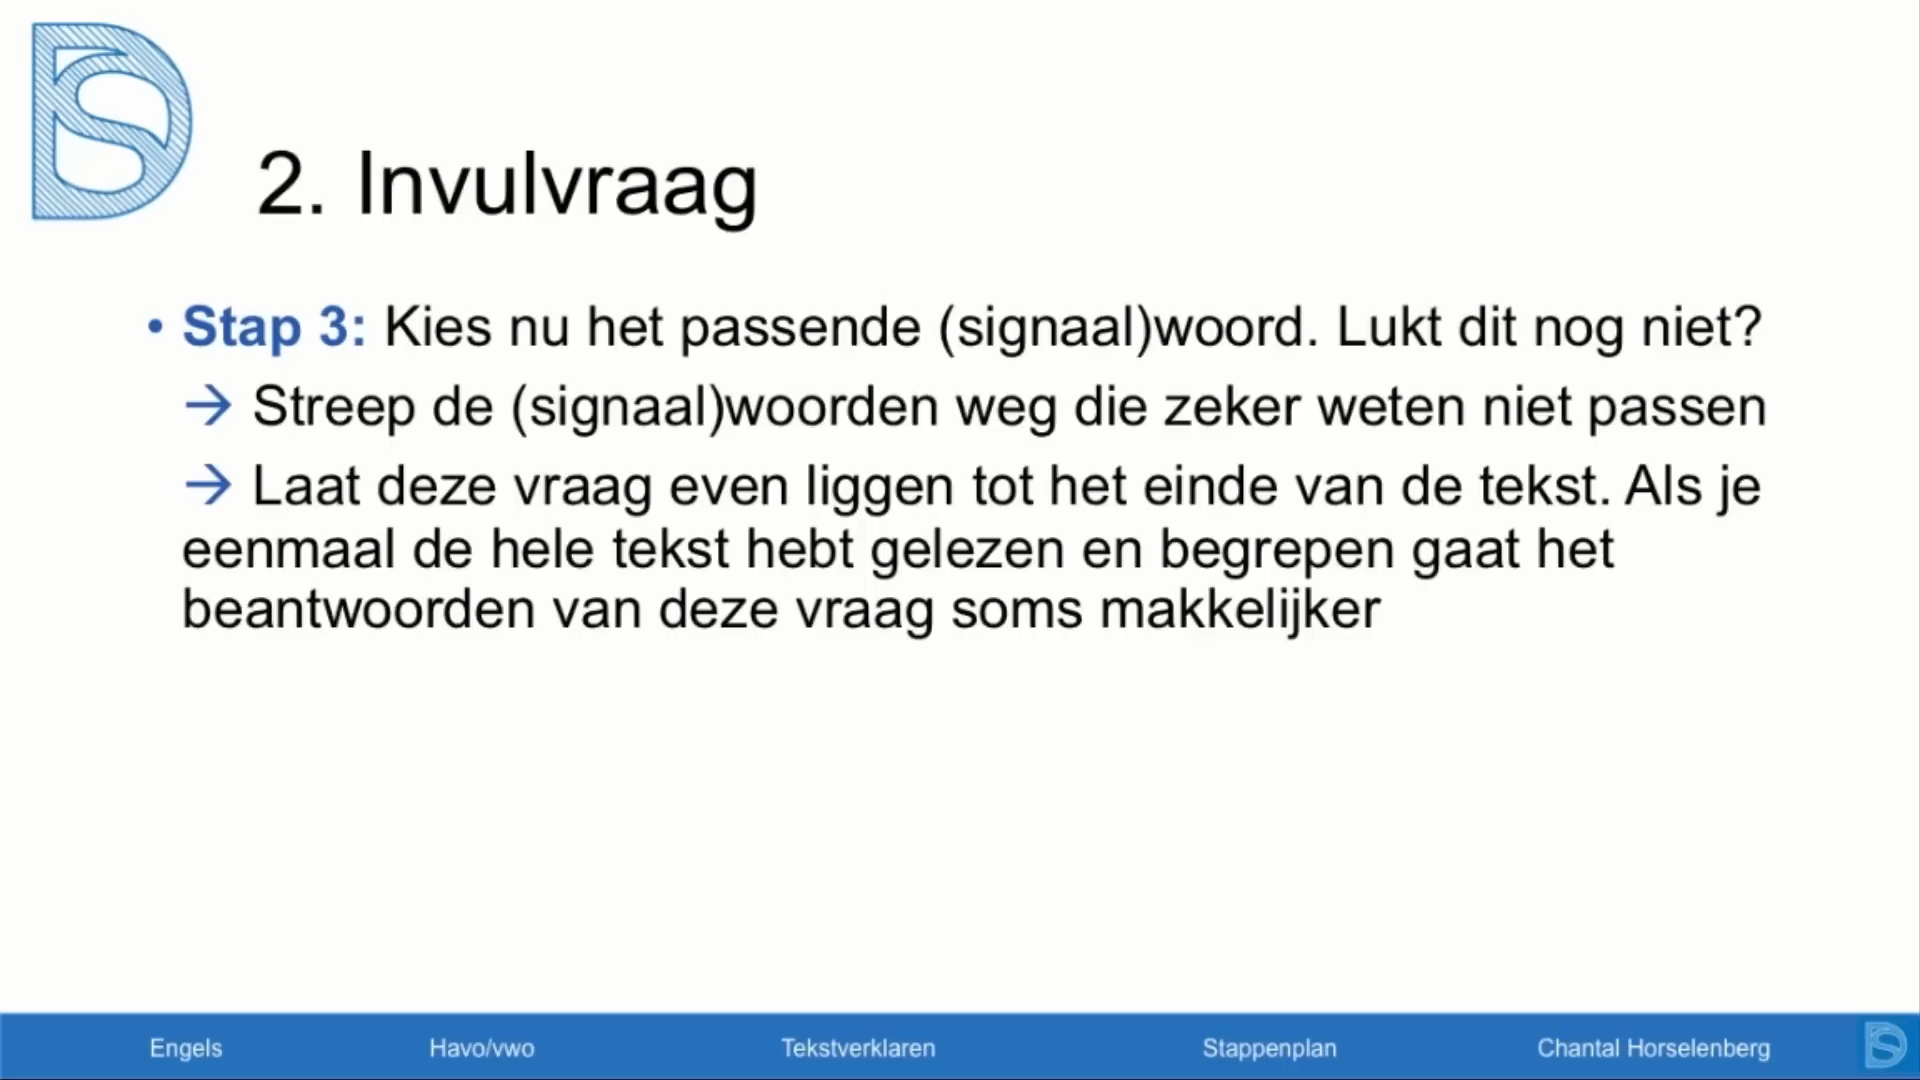 2. Invulvraag
• Stap 3: Kies nu het passende (signaal)woord. Lukt dit nog niet?
→ Streep de (signaal)woorden weg die zeker weten niet passen
→ Laat deze vraag even liggen tot het einde van de tekst. Als je
eenmaal de hele tekst hebt gelezen en begrepen gaat het
beantwoorden van deze vraag soms makkelijker
Engels Havo/vwo Tekstverklaren Stappenplan Chantal Horselenberg